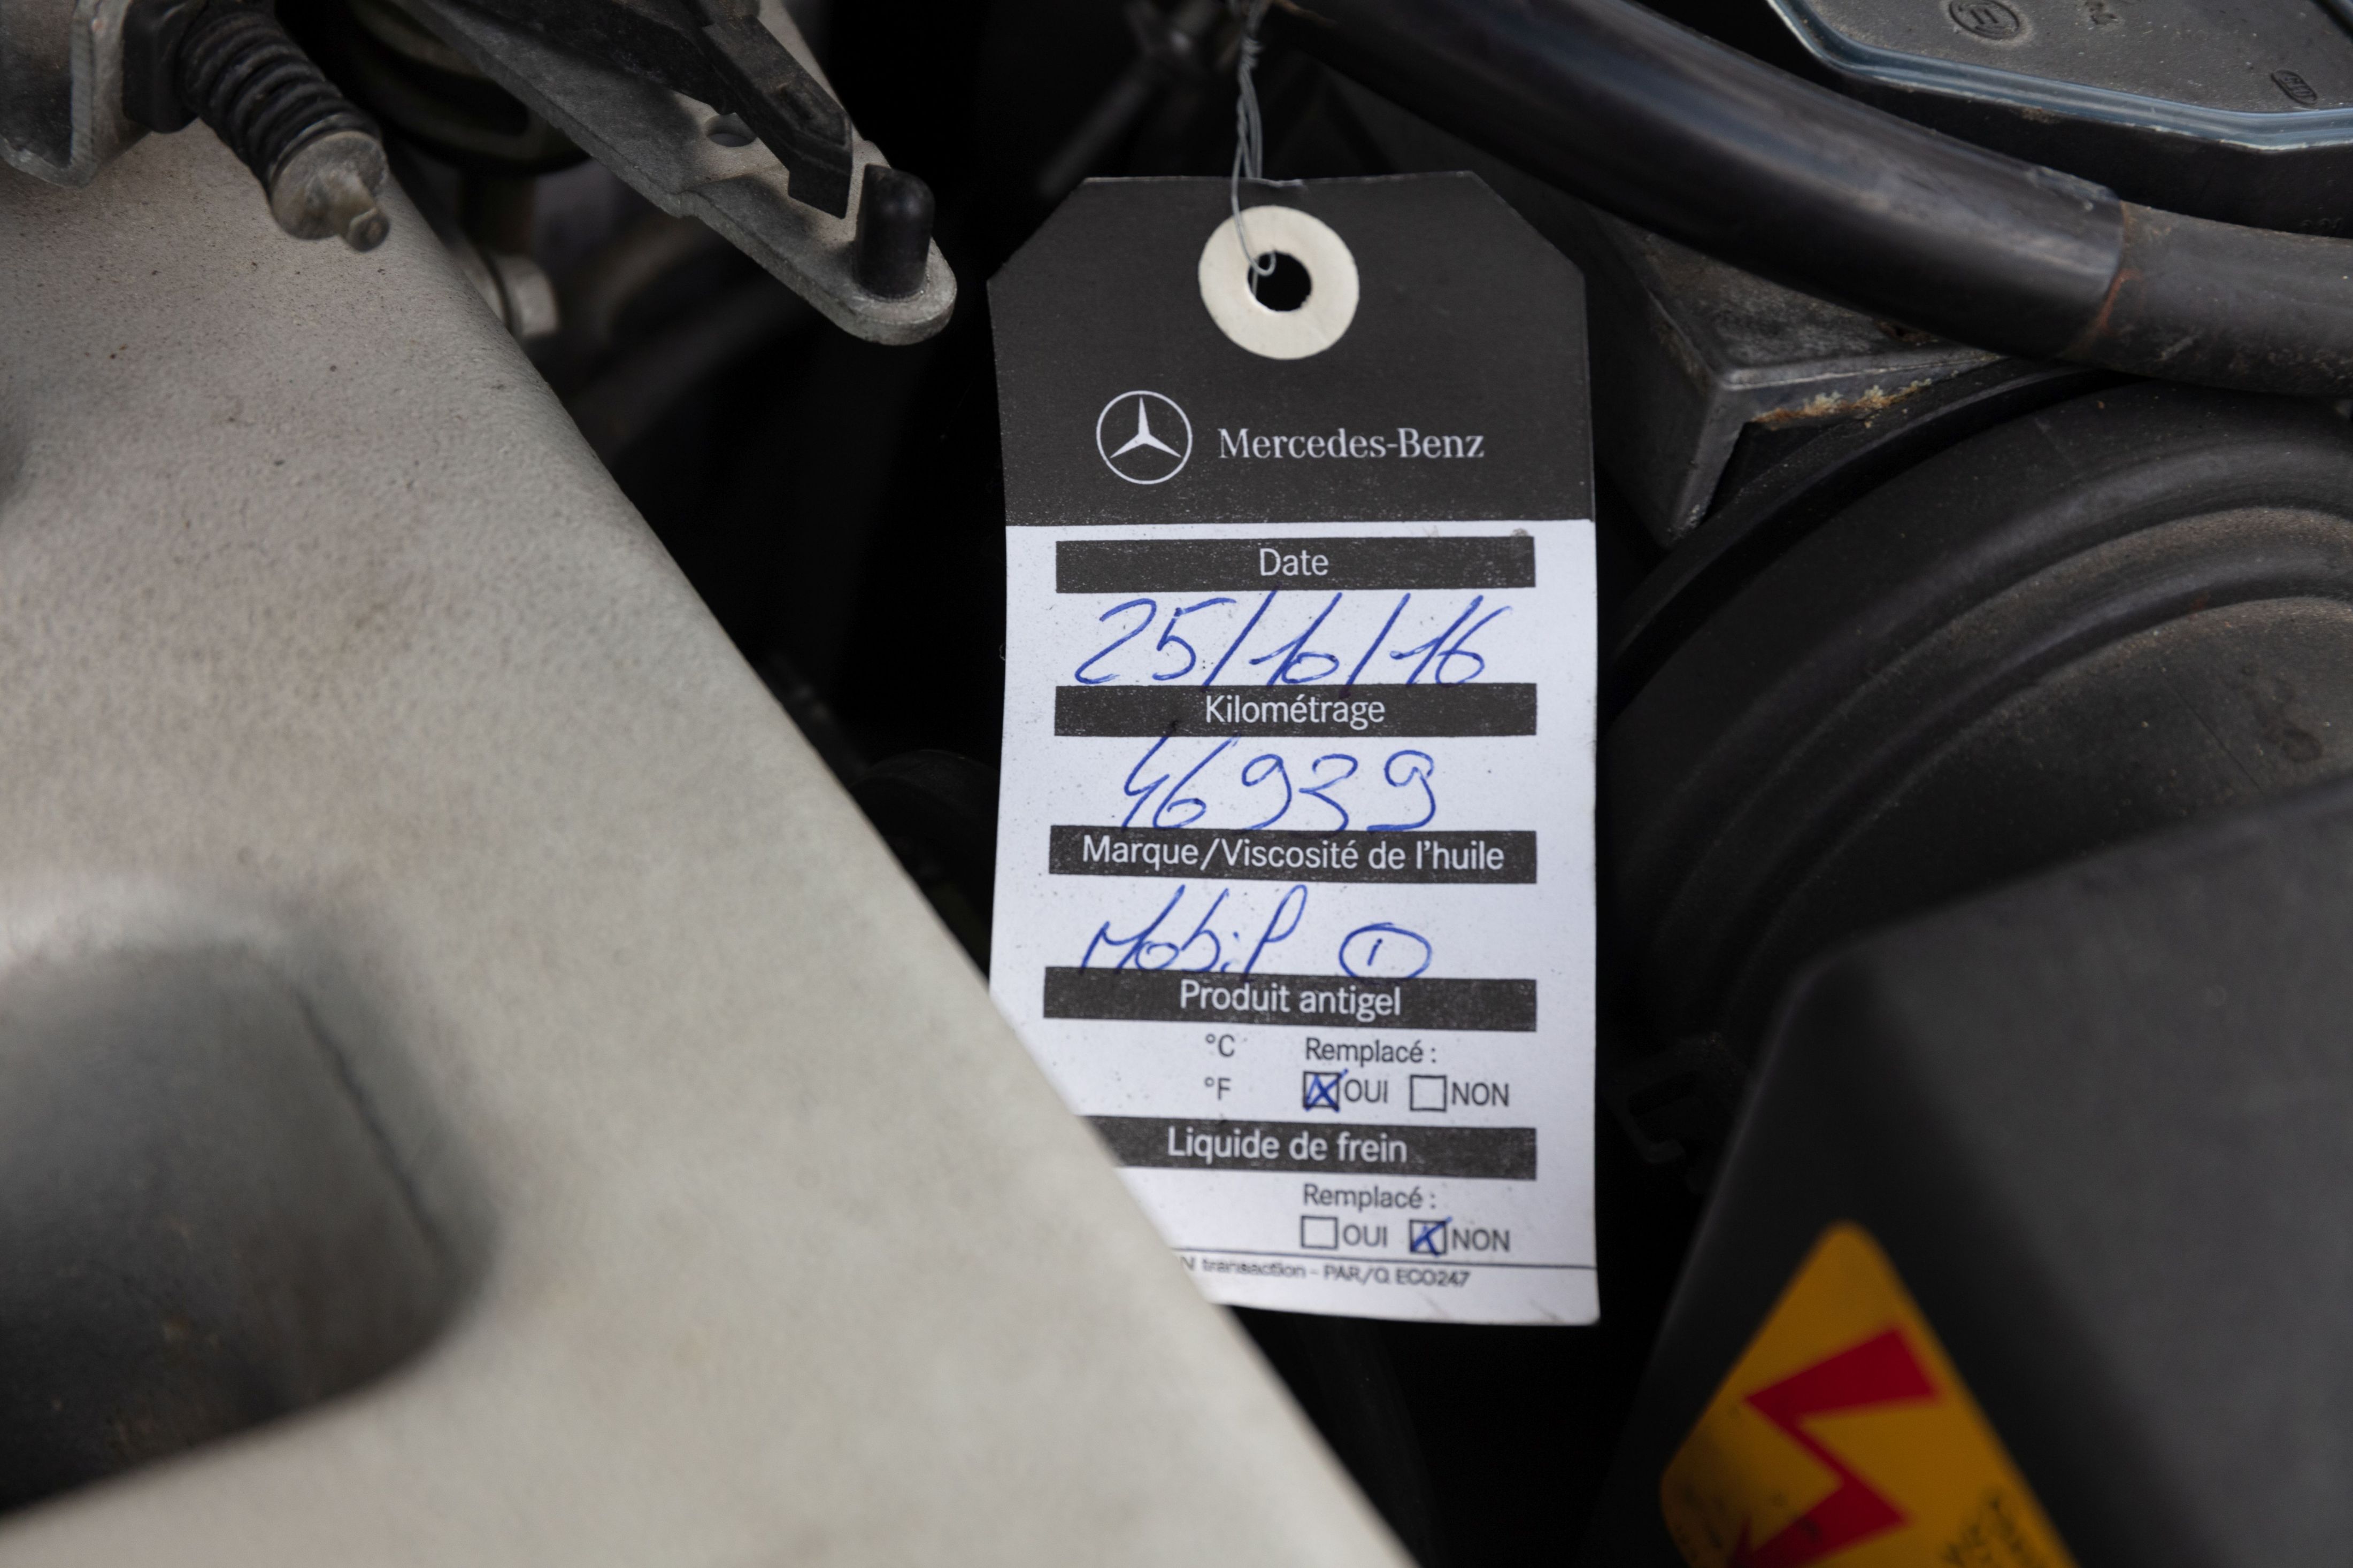 Mercedes-Benz
Date
25/10/16
Kilométrage
46939
Marque/Viscosité de l'huile
Mobil 1
Produit antigel
°C Remplacé :
°F OUI NON
Liquide de frein
Remplacé :
OUI NON
transaction - PAR/Q ECO247